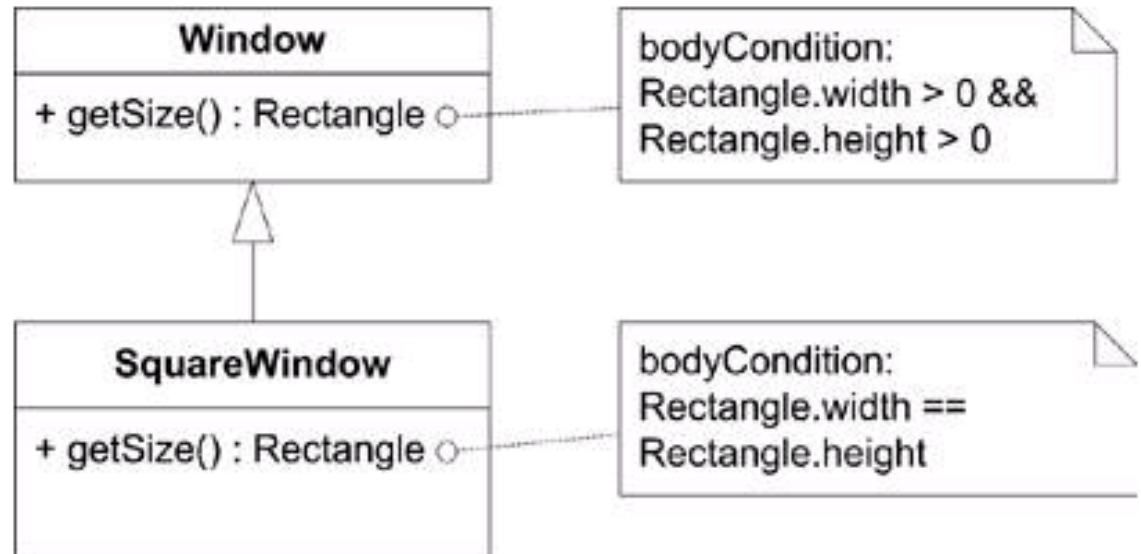 Window
+ getSize() : Rectangle
bodyCondition:
Rectangle.width > 0 &&
Rectangle.height > 0
SquareWindow
+ getSize() : Rectangle
bodyCondition:
Rectangle.width ==
Rectangle.height